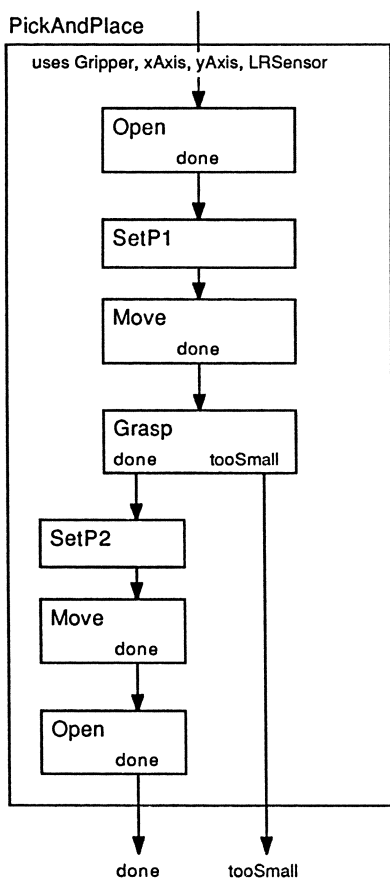 PickAndPlace
uses Gripper, xAxis, yAxis, LRSensor
Open
done
SetP1
Move
done
Grasp
done tooSmall
SetP2
Move
done
Open
done
done tooSmall